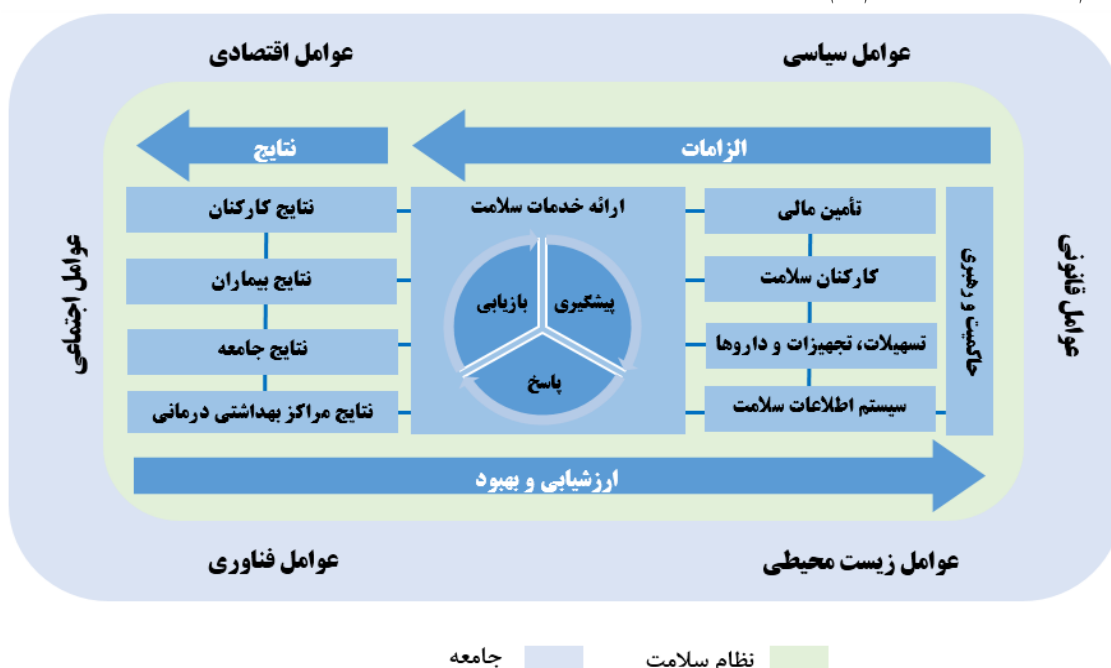 عوامل سیاسی
عوامل اقتصادی
الزامات
نتایج
عوامل قانونی
حاکمیت و رهبری
تأمین مالی
کارکنان سلامت
تسهیلات، تجهیزات و داروها
سیستم اطلاعات سلامت
ارائه خدمات سلامت
پیشگیری
بازیابی
پاسخ
نتایج کارکنان
نتایج بیماران
نتایج جامعه
نتایج مراکز بهداشتی درمانی
عوامل اجتماعی
ارزشیابی و بهبود
عوامل زیست محیطی
عوامل فناوری
نظام سلامت
جامعه